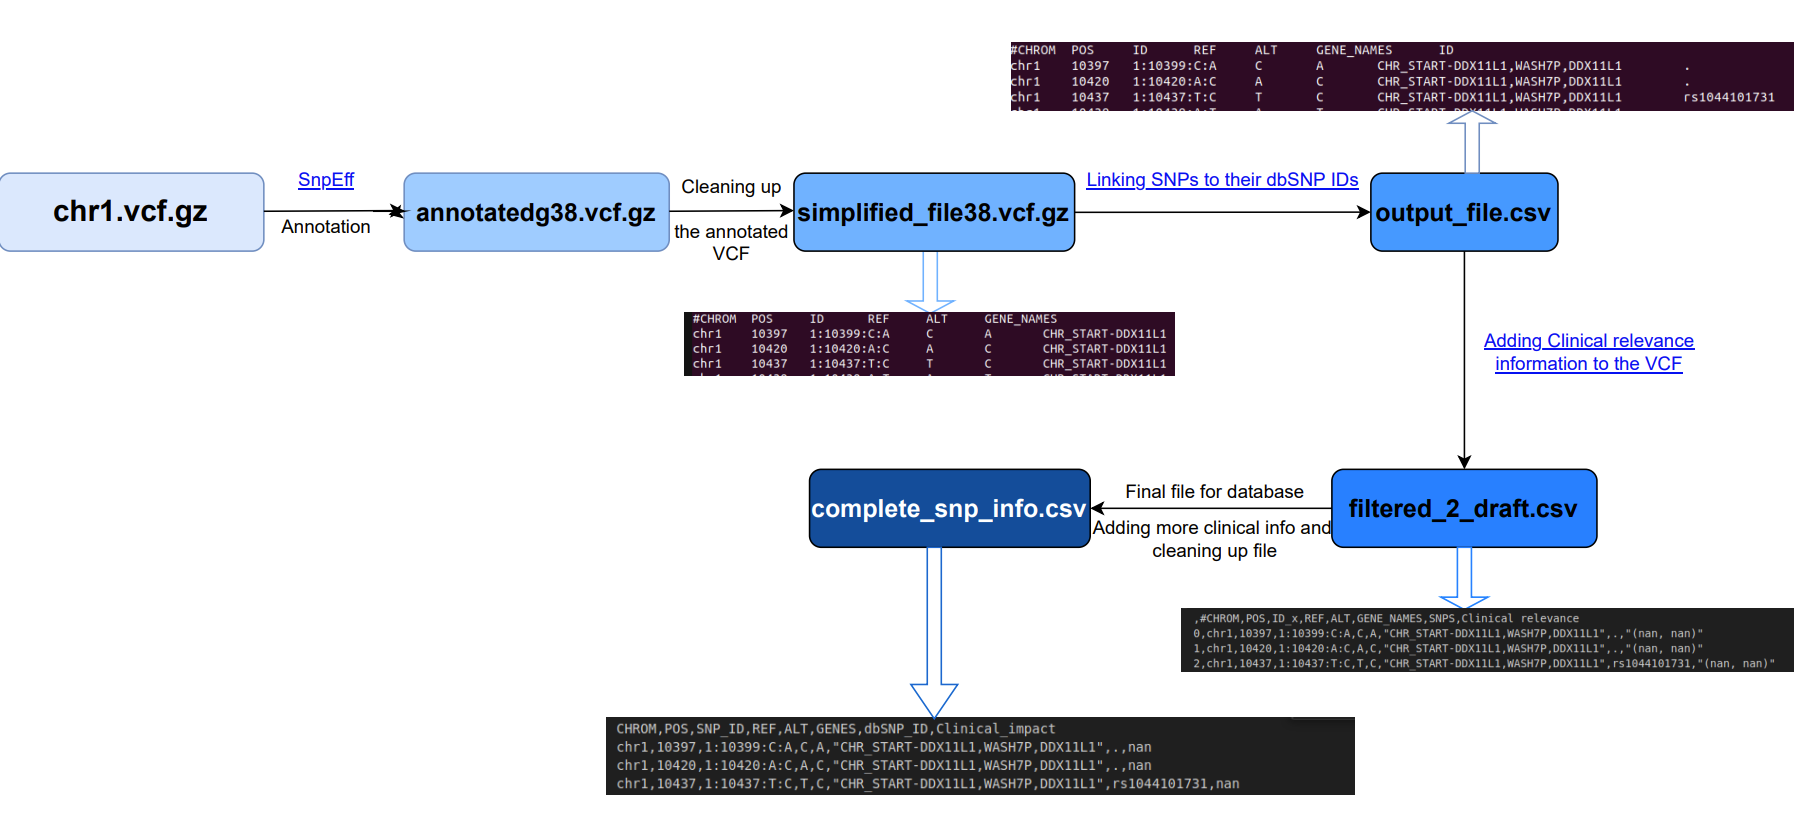 #CHROM POS ID REF ALT GENE_NAMES ID
chr1 10397 1:10399:C:A C A CHR_START-DDX11L1,WASH7P,DDX11L1 .
chr1 10420 1:10420:A:C A C CHR_START-DDX11L1,WASH7P,DDX11L1 .
chr1 10437 1:10437:T:C T C CHR_START-DDX11L1,WASH7P,DDX11L1 rs1044101731
chr1.vcf.gz
SnpEff
Annotation
annotatedg38.vcf.gz
Cleaning up
the annotated
VCF
simplified_file38.vcf.gz
Linking SNPs to their dbSNP IDs
output_file.csv
#CHROM POS ID REF ALT GENE_NAMES
chr1 10397 1:10399:C:A C A CHR_START-DDX11L1
chr1 10420 1:10420:A:C A C CHR_START-DDX11L1
chr1 10437 1:10437:T:C T C CHR_START-DDX11L1
Adding Clinical relevance
information to the VCF
complete_snp_info.csv
Final file for database
Adding more clinical info and
cleaning up file
filtered_2_draft.csv
,#CHROM,POS,ID_x,REF,ALT,GENE_NAMES,SNPS,Clinical relevance
0,chr1,10397,1:10399:C:A,C,A,"CHR_START-DDX11L1,WASH7P,DDX11L1",.,"(nan, nan)"
1,chr1,10420,1:10420:A:C,A,C,"CHR_START-DDX11L1,WASH7P,DDX11L1",.,"(nan, nan)"
2,chr1,10437,1:10437:T:C,T,C,"CHR_START-DDX11L1,WASH7P,DDX11L1",rs1044101731,"(nan, nan)"
CHROM,POS,SNP_ID,REF,ALT,GENES,dbSNP_ID,Clinical_impact
chr1,10397,1:10399:C:A,C,A,"CHR_START-DDX11L1,WASH7P,DDX11L1",.,nan
chr1,10420,1:10420:A:C,A,C,"CHR_START-DDX11L1,WASH7P,DDX11L1",.,nan
chr1,10437,1:10437:T:C,T,C,"CHR_START-DDX11L1,WASH7P,DDX11L1",rs1044101731,nan